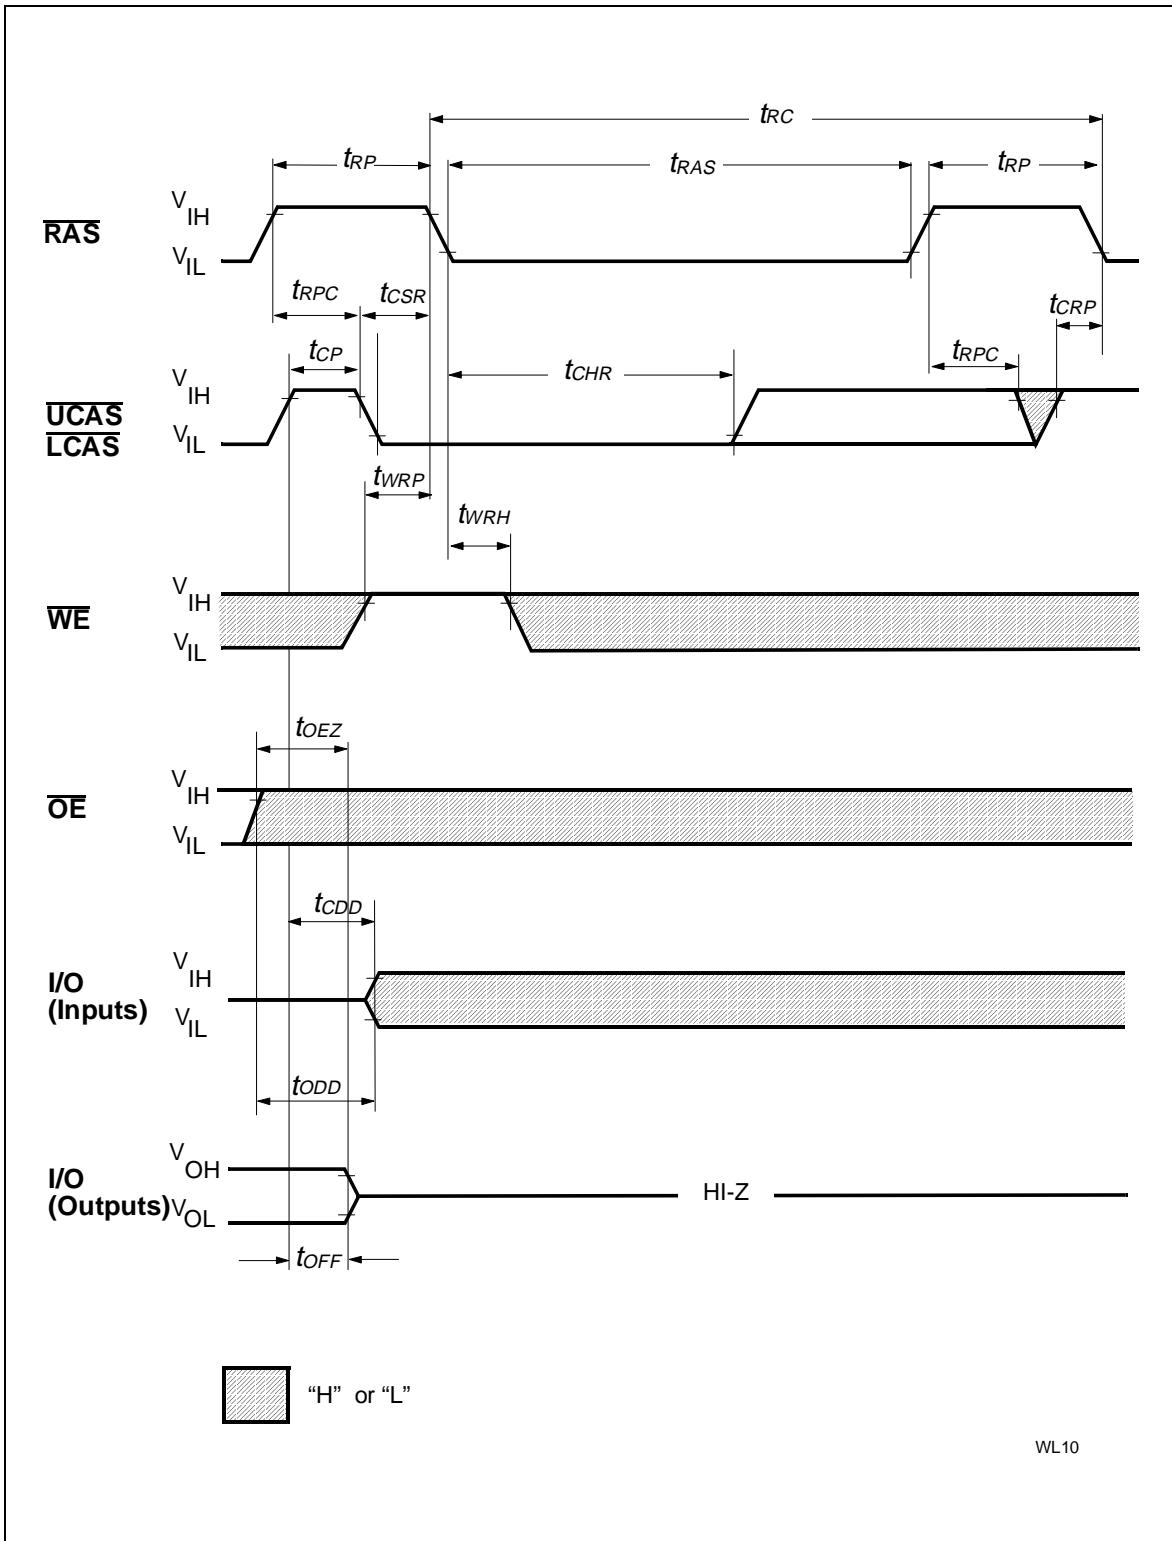 tRC
tRP
tRAS
tRP
RAS
VIH
VIL
tRPC
tCSR
tCRP
tCP
tCHR
tRPC
UCAS
LCAS
VIH
VIL
tWRP
tWRH
WE
VIH
VIL
tOEZ
OE
VIH
VIL
tCDD
I/O
(Inputs)
VIH
VIL
tODD
I/O
(Outputs)
VOH
VOL
HI-Z
tOFF
“H” or “L”
WL10